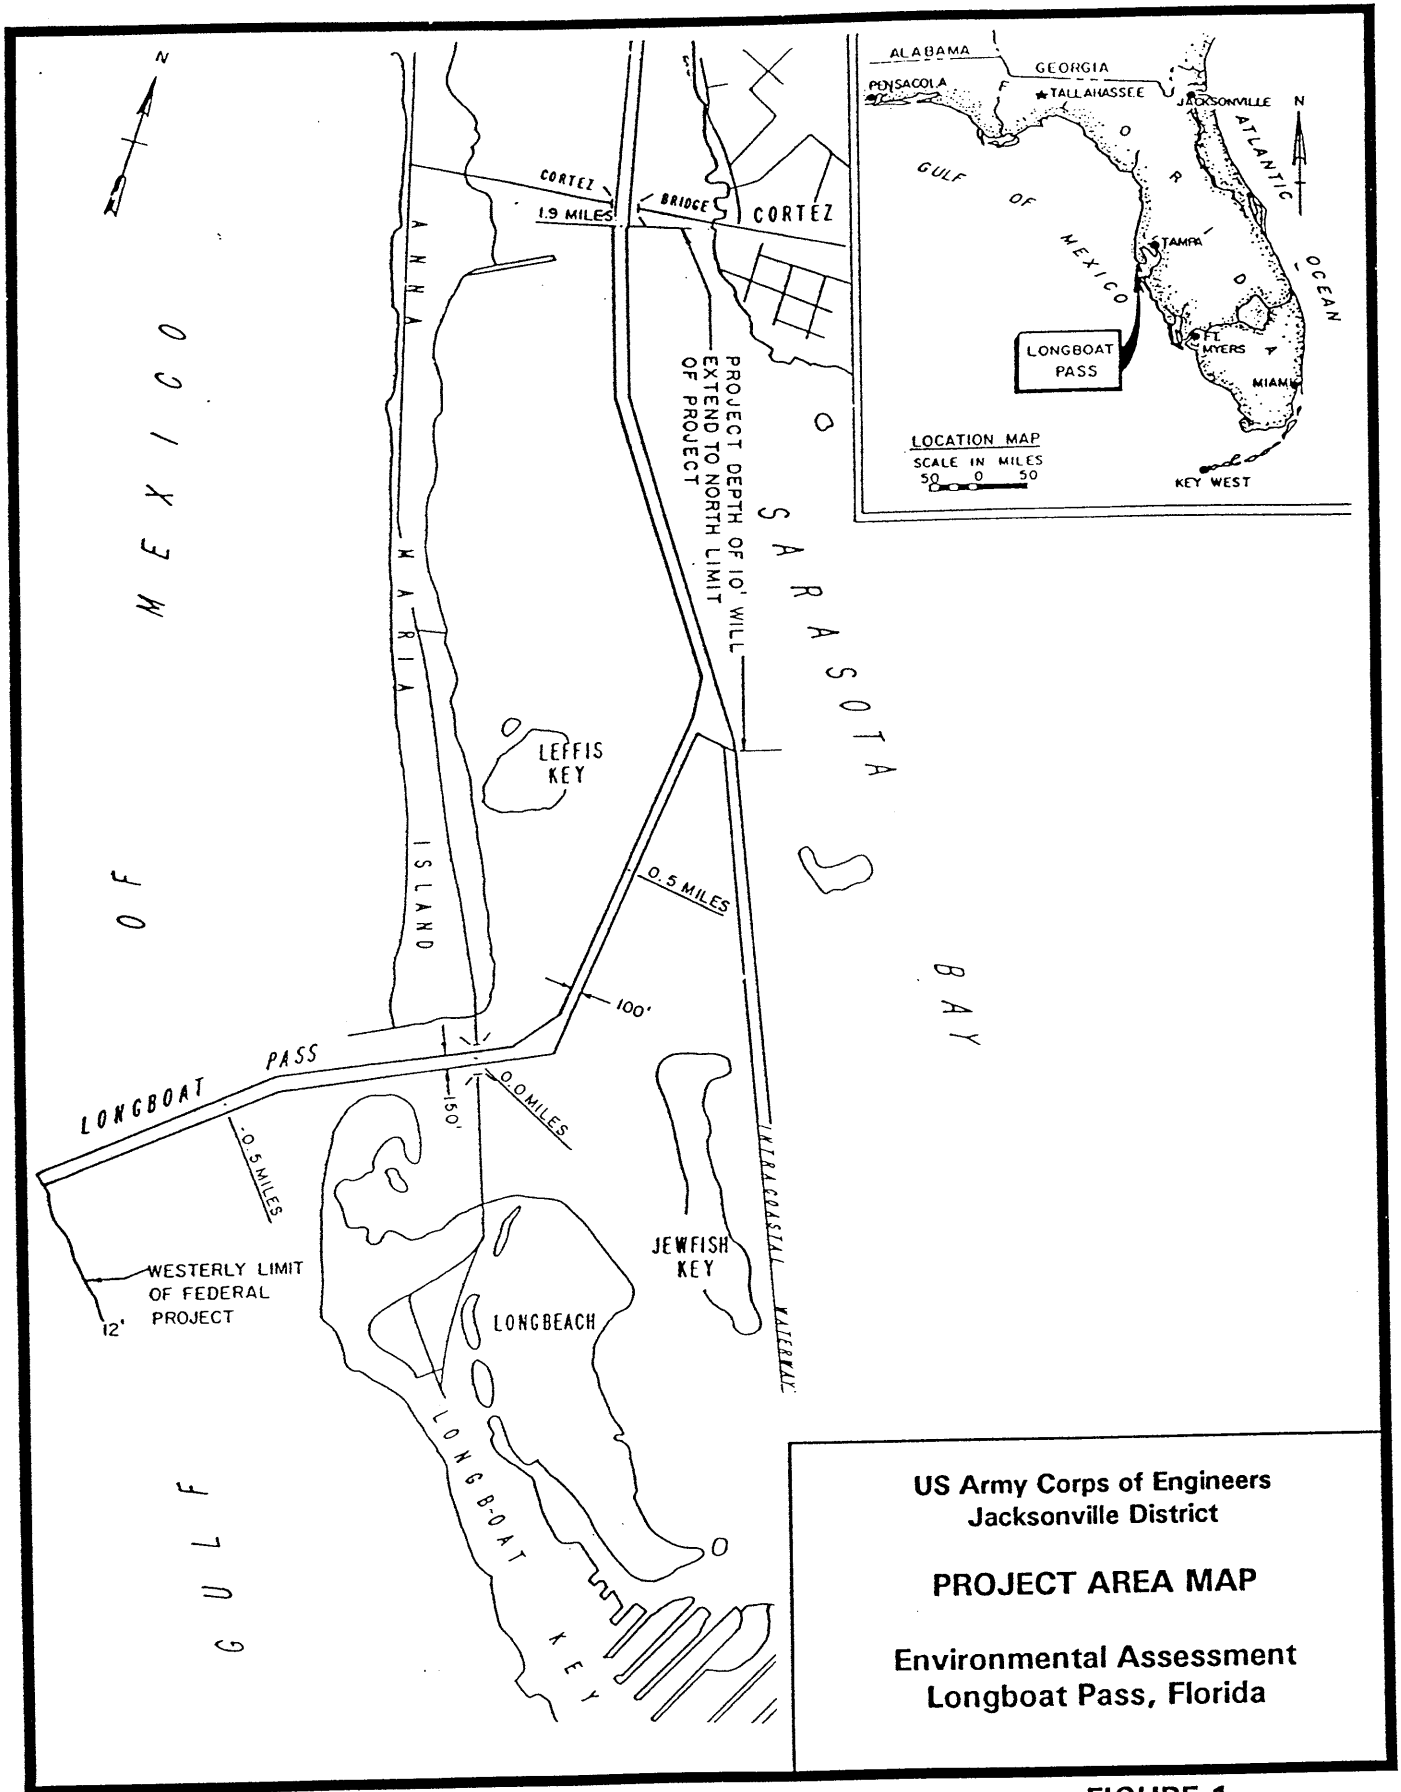 N
ALABAMA
GEORGIA
PENSACOLA
TALLAHASSEE
JACKSONVILLE
N
FLORIDA
ATLANTIC
OCEAN
GULF
OF
MEXICO
TAMPA
FT.
MYERS
MIAMI
LONGBOAT
PASS
LOCATION MAP
SCALE IN MILES
50 0 50
KEY WEST
CORTEZ
BRIDGE
1.9 MILES
CORTEZ
ANNA
MARIA
ISLAND
PROJECT DEPTH OF 10' WILL
EXTEND TO NORTH LIMIT
OF PROJECT
SARASOTA
BAY
LEFFIS
KEY
0.5 MILES
100'
LONGBOAT PASS
150'
0.0 MILES
-0.5 MILES
WESTERLY LIMIT
OF FEDERAL
PROJECT
12'
JEWFISH
KEY
INTRACOASTAL
WATERWAY
LONGBEACH
LONGBOAT
KEY
GULF
OF
MEXICO
US Army Corps of Engineers
Jacksonville District
PROJECT AREA MAP
Environmental Assessment
Longboat Pass, Florida
FIGURE 1